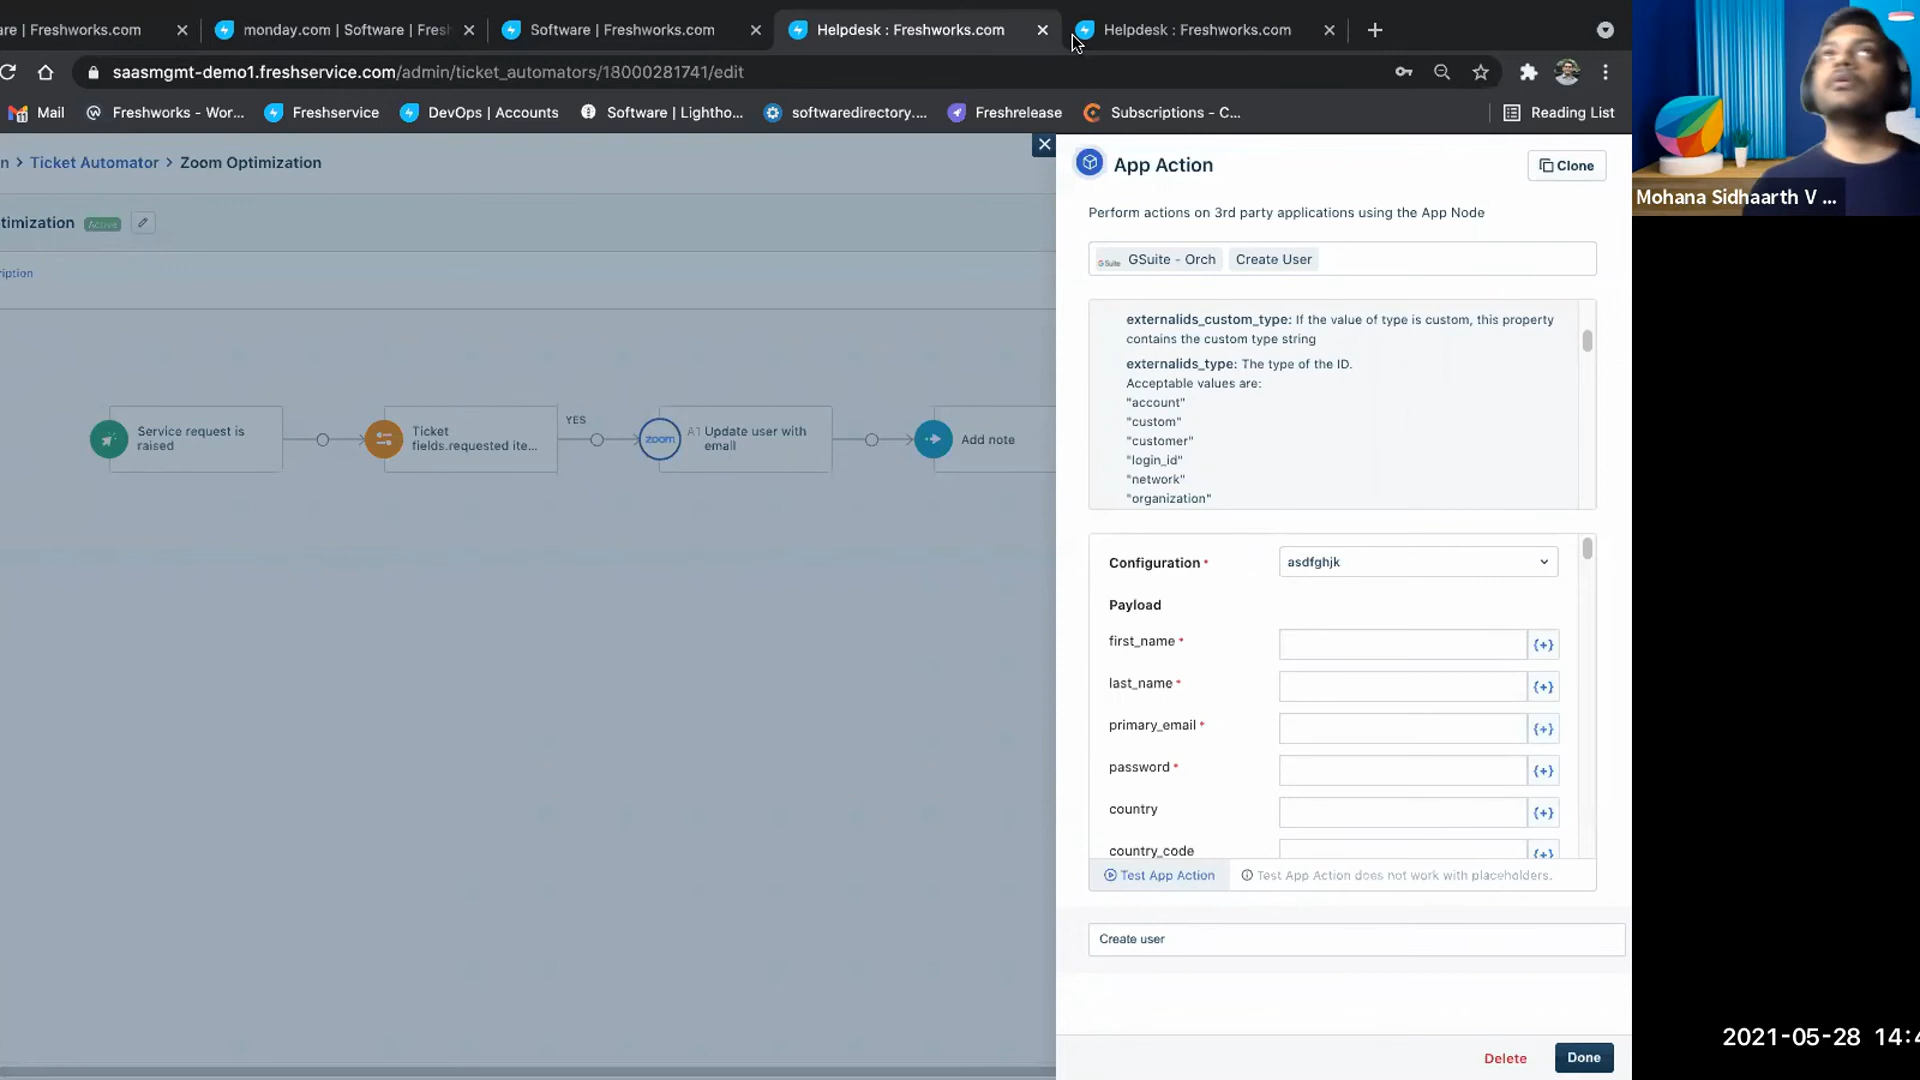 re | Freshworks.com
monday.com | Software | Fresh
Software | Freshworks.com
Helpdesk : Freshworks.com
Helpdesk : Freshworks.com
saasmgmt-demo1.freshservice.com/admin/ticket_automators/18000281741/edit
Mail
Freshworks - Wor...
Freshservice
DevOps | Accounts
Software | Lightho...
softwaredirectory....
Freshrelease
Subscriptions - C...
Reading List
n > Ticket Automator > Zoom Optimization
timization Active
ription
Service request is
raised
Ticket
fields.requested ite...
YES
zoom
A1 Update user with
email
Add note
App Action
Clone
Perform actions on 3rd party applications using the App Node
G Suite GSuite - Orch Create User
externalids_custom_type: If the value of type is custom, this property
contains the custom type string
externalids_type: The type of the ID.
Acceptable values are:
"account"
"custom"
"customer"
"login_id"
"network"
"organization"
Configuration *
asdfghjk
Payload
first_name * {+}
last_name * {+}
primary_email * {+}
password * {+}
country {+}
country_code {+}
Test App Action
Test App Action does not work with placeholders.
Create user
Delete
Done
Mohana Sidhaarth V ...
2021-05-28 14:4